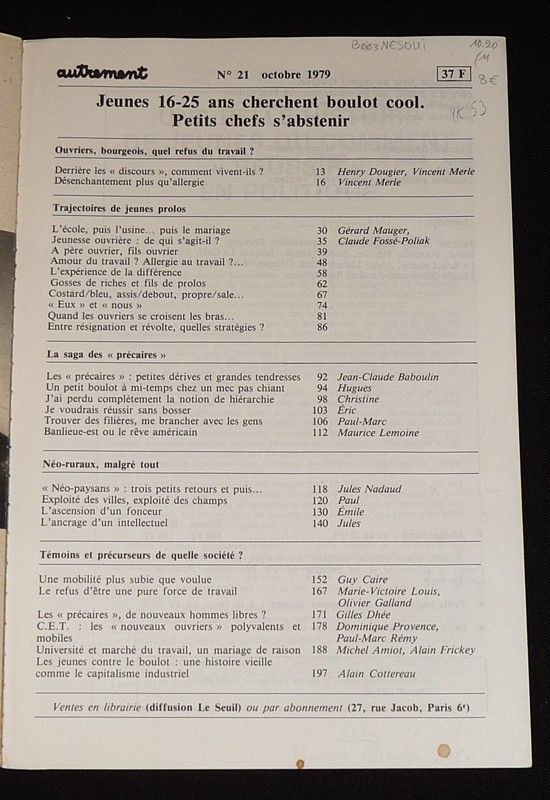 B003NESOUI
10.20
8€
autrement N° 21 octobre 1979 37 F
Jeunes 16-25 ans cherchent boulot cool.
Petits chefs s'abstenir
Ouvriers, bourgeois, quel refus du travail ?
Derrière les « discours », comment vivent-ils ? 13 Henry Dougier, Vincent Merle
Désenchantement plus qu'allergie 16 Vincent Merle
Trajectoires de jeunes prolos
L'école, puis l'usine... puis le mariage 30 Gérard Mauger,
Jeunesse ouvrière : de qui s'agit-il ? 35 Claude Fossé-Poliak
A père ouvrier, fils ouvrier 39
Amour du travail ? Allergie au travail ?... 48
L'expérience de la différence 58
Gosses de riches et fils de prolos 62
Costard/bleu, assis/debout, propre/sale... 67
« Eux » et « nous » 74
Quand les ouvriers se croisent les bras... 81
Entre résignation et révolte, quelles stratégies ? 86
La saga des « précaires »
Les « précaires » : petites dérives et grandes tendresses 92 Jean-Claude Baboulin
Un petit boulot à mi-temps chez un mec pas chiant 94 Hugues
J'ai perdu complètement la notion de hiérarchie 98 Christine
Je voudrais réussir sans bosser 103 Éric
Trouver des filières, me brancher avec les gens 106 Paul-Marc
Banlieue-est ou le rêve américain 112 Maurice Lemoine
Néo-ruraux, malgré tout
« Néo-paysans » : trois petits retours et puis... 118 Jules Nadaud
Exploité des villes, exploité des champs 120 Paul
L'ascension d'un fonceur 130 Émile
L'ancrage d'un intellectuel 140 Jules
Témoins et précurseurs de quelle société ?
Une mobilité plus subie que voulue 152 Guy Caire
Le refus d'être une pure force de travail 167 Marie-Victoire Louis,
Olivier Galland
Les « précaires », de nouveaux hommes libres ? 171 Gilles Dhée
C.E.T. : les « nouveaux ouvriers » polyvalents et 178 Dominique Provence,
mobiles Paul-Marc Rémy
Université et marché du travail, un mariage de raison 188 Michel Amiot, Alain Frickey
Les jeunes contre le boulot : une histoire vieille
comme le capitalisme industriel 197 Alain Cottereau
Ventes en librairie (diffusion Le Seuil) ou par abonnement (27, rue Jacob, Paris 6e)